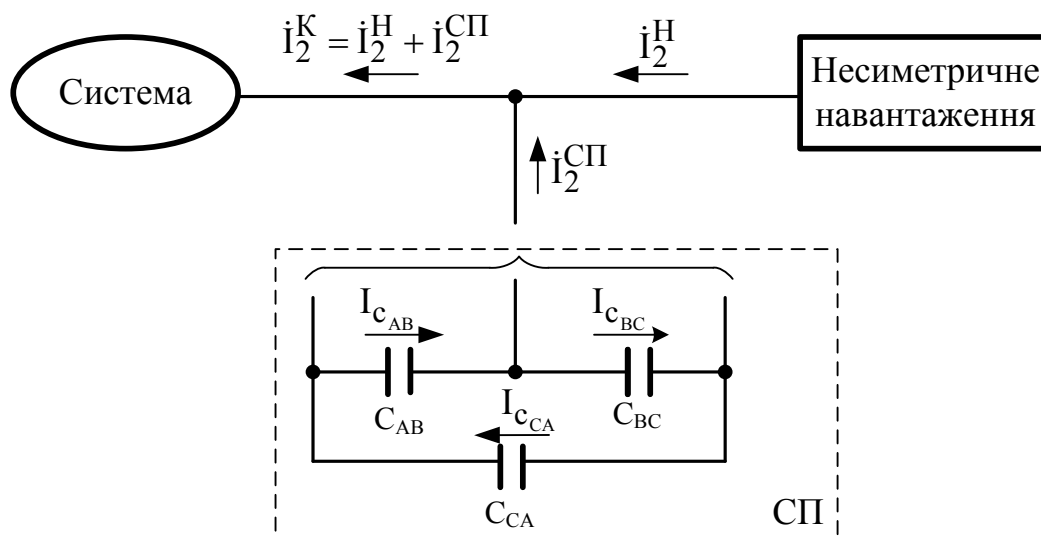 İ₂ᴷ = İ₂ᴴ + İ₂ᶜᴾ
İ₂ᴴ
Система
Несиметричне
навантаження
İ₂ᶜᴾ
I_c_AB
I_c_BC
C_AB
I_c_CA
C_BC
C_CA
СП